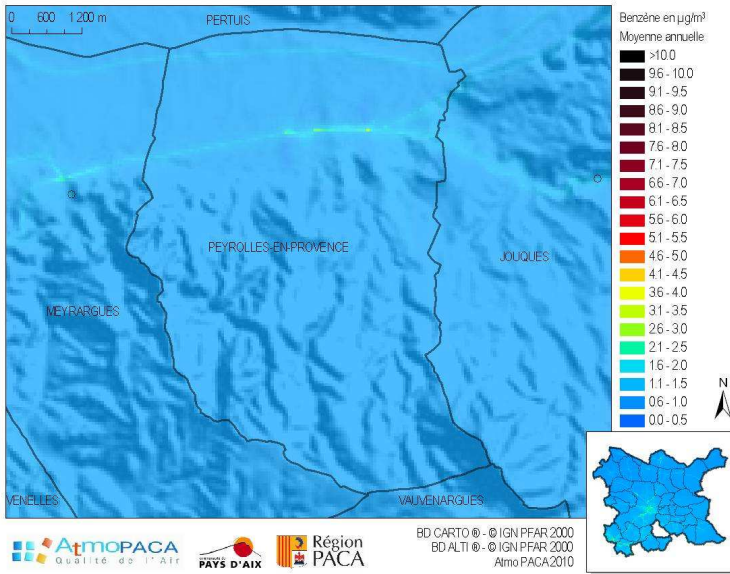 0 600 1 200 m
PERTUIS
PEYROLLES-EN-PROVENCE
JOUQUES
MEYRARGUES
VENELLES
VAUVENARGUES
Benzène en µg/m³
Moyenne annuelle
>10.0
9.6 - 10.0
9.1 - 9.5
8.6 - 9.0
8.1 - 8.5
7.6 - 8.0
7.1 - 7.5
6.6 - 7.0
6.1 - 6.5
5.6 - 6.0
5.1 - 5.5
4.6 - 5.0
4.1 - 4.5
3.6 - 4.0
3.1 - 3.5
2.6 - 3.0
2.1 - 2.5
1.6 - 2.0
1.1 - 1.5
0.6 - 1.0
0.0 - 0.5
N
AtmoPACA
Qualité de l'Air
PAYS D'AIX
Région
PACA
BD CARTO ® - © IGN PFAR 2000
BD ALTI ® - © IGN PFAR 2000
Atmo PACA 2010